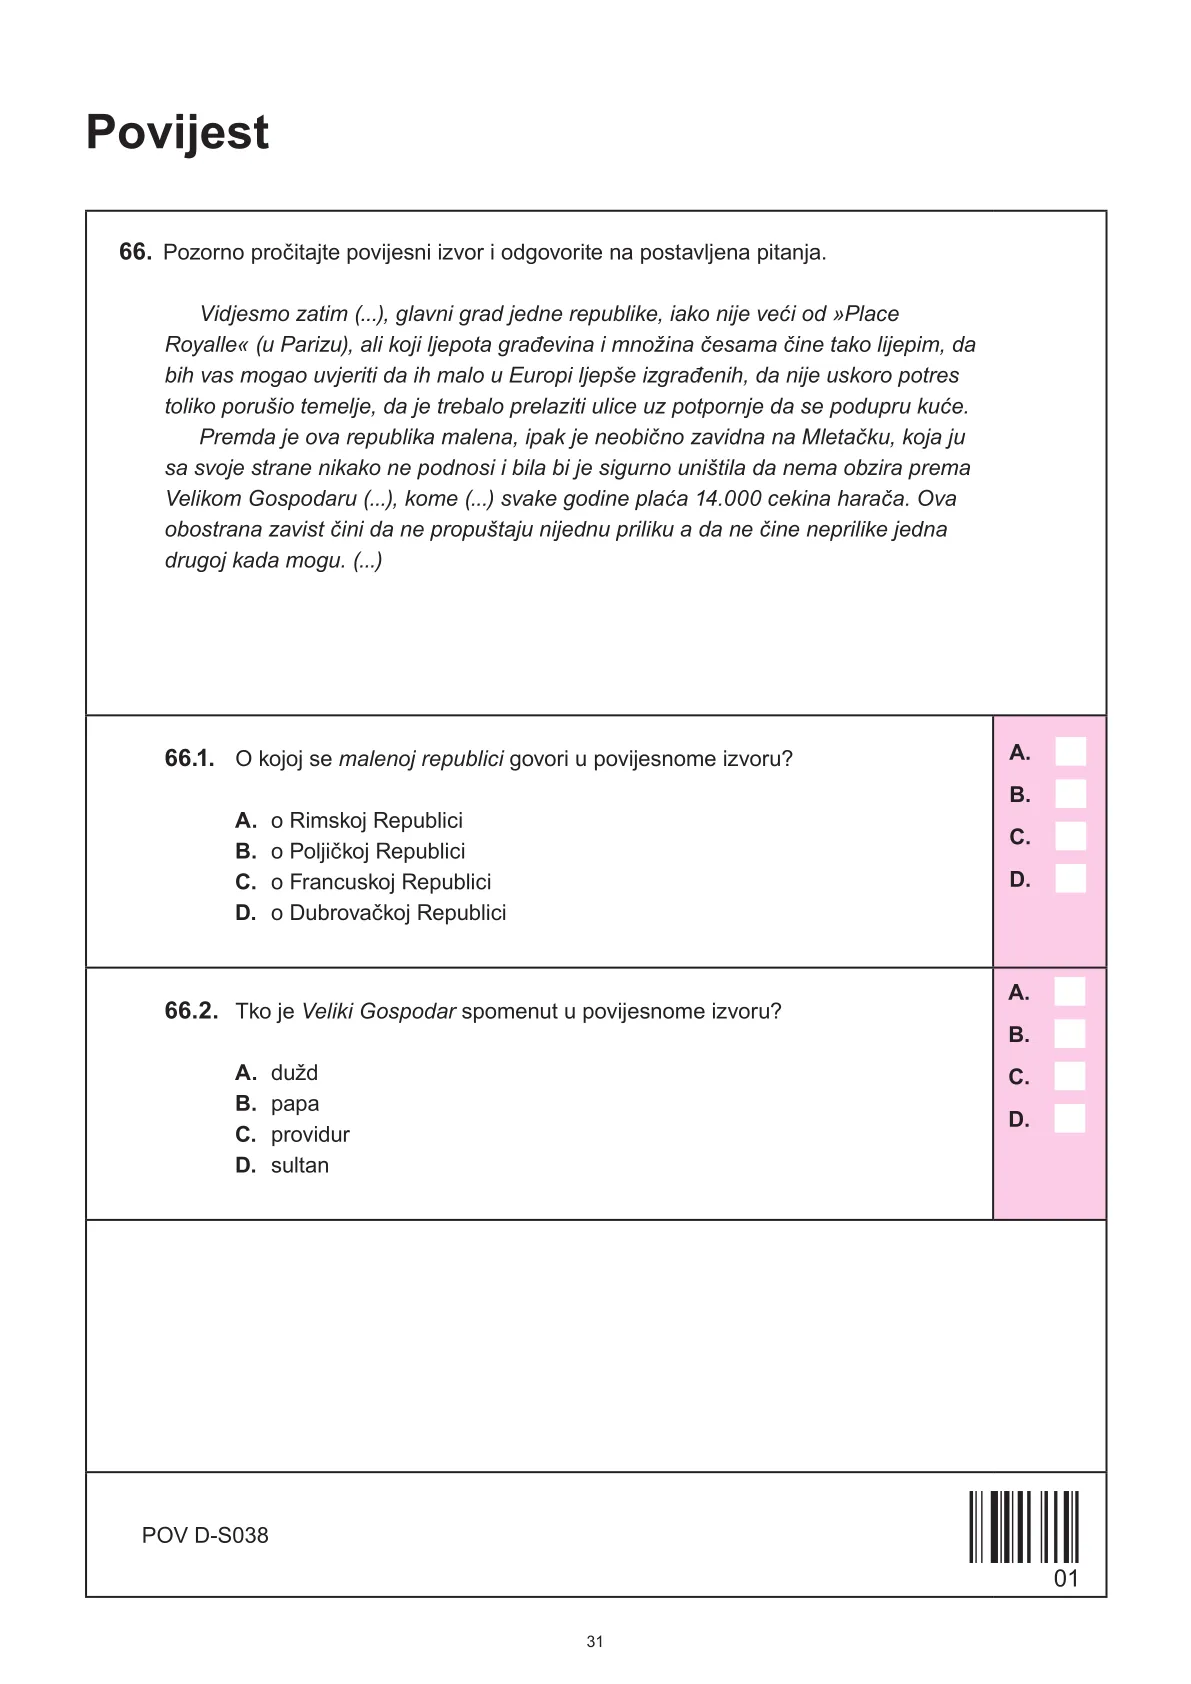 Povijest
66. Pozorno pročitajte povijesni izvor i odgovorite na postavljena pitanja.
Vidjesmo zatim (...), glavni grad jedne republike, iako nije veći od »Place
Royalle« (u Parizu), ali koji ljepota građevina i množina česama čine tako lijepim, da
bih vas mogao uvjeriti da ih malo u Europi ljepše izgrađenih, da nije uskoro potres
toliko porušio temelje, da je trebalo prelaziti ulice uz potpornje da se podupru kuće.
Premda je ova republika malena, ipak je neobično zavidna na Mletačku, koja ju
sa svoje strane nikako ne podnosi i bila bi je sigurno uništila da nema obzira prema
Velikom Gospodaru (...), kome (...) svake godine plaća 14.000 cekina harača. Ova
obostrana zavist čini da ne propuštaju nijednu priliku a da ne čine neprilike jedna
drugoj kada mogu. (...)
66.1. O kojoj se malenoj republici govori u povijesnome izvoru?
A. o Rimskoj Republici
B. o Poljičkoj Republici
C. o Francuskoj Republici
D. o Dubrovačkoj Republici
A.
B.
C.
D.
66.2. Tko je Veliki Gospodar spomenut u povijesnome izvoru?
A. dužd
B. papa
C. providur
D. sultan
A.
B.
C.
D.
POV D-S038
01
31